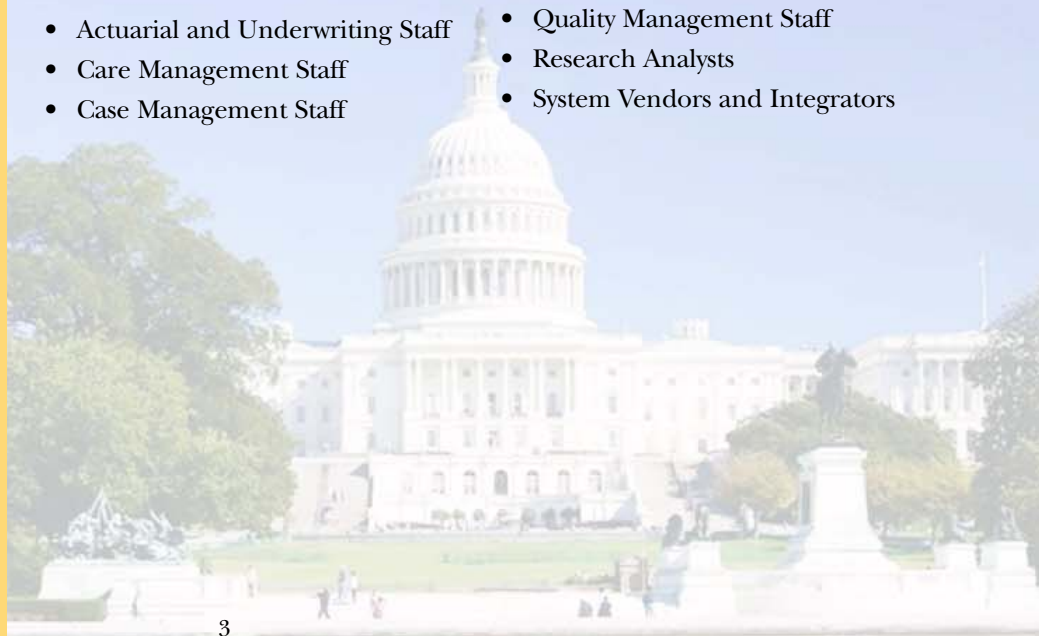 • Actuarial and Underwriting Staff
• Care Management Staff
• Case Management Staff
• Quality Management Staff
• Research Analysts
• System Vendors and Integrators
3